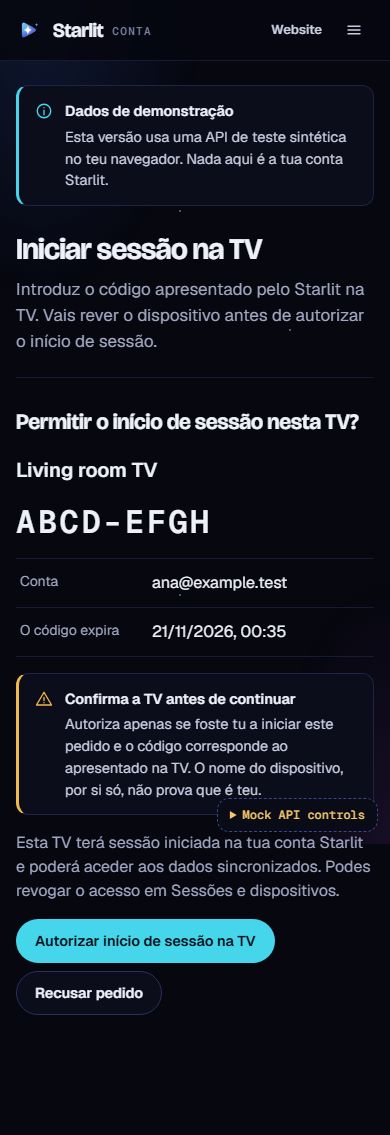 Starlit CONTA
Website
Dados de demonstração
Esta versão usa uma API de teste sintética
no teu navegador. Nada aqui é a tua conta
Starlit.
Iniciar sessão na TV
Introduz o código apresentado pelo Starlit na
TV. Vais rever o dispositivo antes de autorizar
o início de sessão.
Permitir o início de sessão nesta TV?
Living room TV
ABCD-EFGH
Conta ana@example.test
O código expira 21/11/2026, 00:35
Confirma a TV antes de continuar
Autoriza apenas se foste tu a iniciar este
pedido e o código corresponde ao
apresentado na TV. O nome do dispositivo,
por si só, não prova que é teu.
Mock API controls
Esta TV terá sessão iniciada na tua conta Starlit
e poderá aceder aos dados sincronizados. Podes
revogar o acesso em Sessões e dispositivos.
Autorizar início de sessão na TV
Recusar pedido